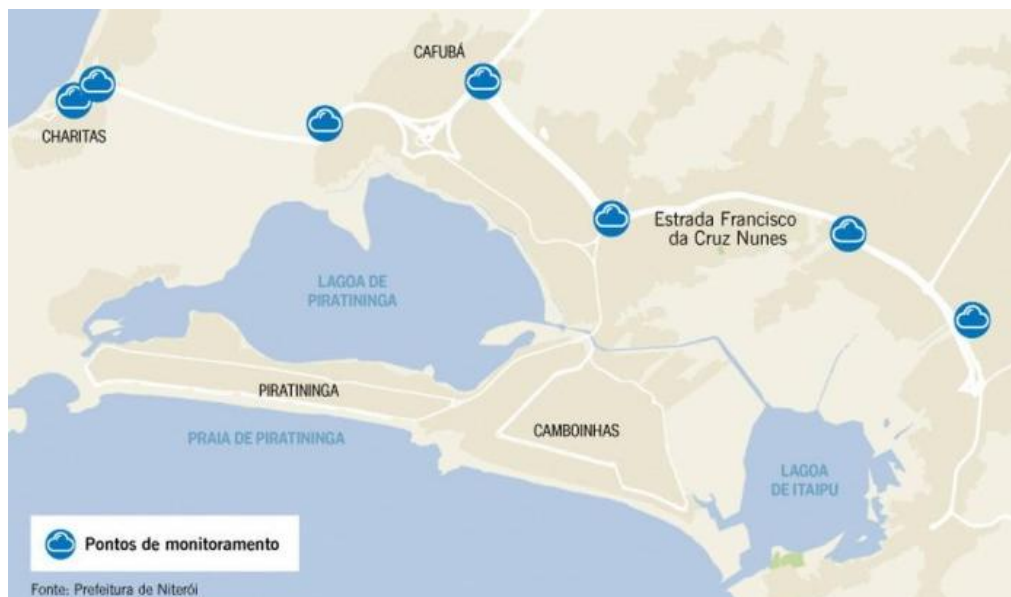 CAFUBÁ
CHARITAS
Estrada Francisco
da Cruz Nunes
LAGOA DE
PIRATININGA
PIRATININGA
PRAIA DE PIRATININGA
CAMBOINHAS
LAGOA
DE ITAIPU
Pontos de monitoramento
Fonte: Prefeitura de Niterói